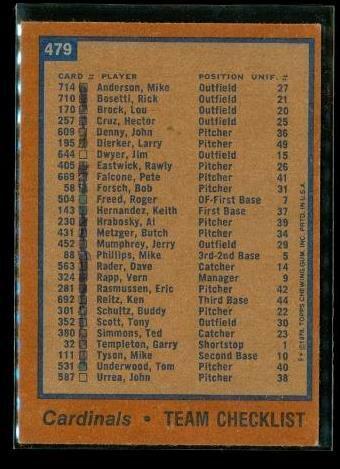 479
CARD # PLAYER POSITION UNIF. #
714 Anderson, Mike Outfield 27
710 Bosetti, Rick Outfield 21
170 Brock, Lou Outfield 20
257 Cruz, Hector Outfield 25
609 Denny, John Pitcher 36
195 Dierker, Larry Pitcher 49
644 Dwyer, Jim Outfield 15
405 Eastwick, Rawly Pitcher 26
669 Falcone, Pete Pitcher 41
58 Forsch, Bob Pitcher 31
504 Freed, Roger OF-First Base 7
143 Hernandez, Keith First Base 37
230 Hrabosky, Al Pitcher 39
431 Metzger, Butch Pitcher 34
452 Mumphrey, Jerry Outfield 29
88 Phillips, Mike 3rd-2nd Base 5
563 Rader, Dave Catcher 14
324 Rapp, Vern Manager 9
281 Rasmussen, Eric Pitcher 42
692 Reitz, Ken Third Base 44
301 Schultz, Buddy Pitcher
352 Scott, Tony Outfield 30
380 Simmons, Ted Catcher 23
32 Templeton, Garry Shortstop 1
111 Tyson, Mike Second Base 10
531 Underwood, Tom Pitcher 40
587 Urrea, John Pitcher 38
©1978 TOPPS CHEWING GUM, INC. PRTD. IN U.S.A.
Cardinals • TEAM CHECKLIST